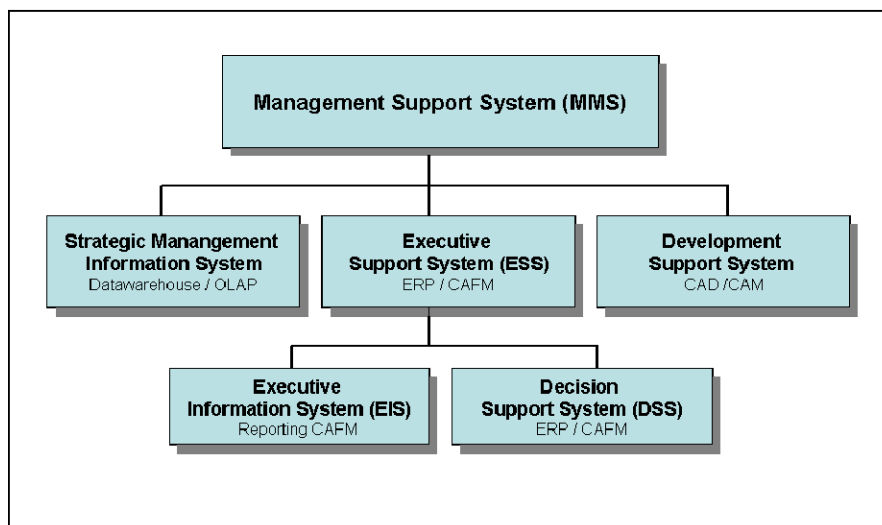 Management Support System (MMS)
Strategic Manangement
Information System
Datawarehouse / OLAP
Executive
Support System (ESS)
ERP / CAFM
Development
Support System
CAD /CAM
Executive
Information System (EIS)
Reporting CAFM
Decision
Support System (DSS)
ERP / CAFM